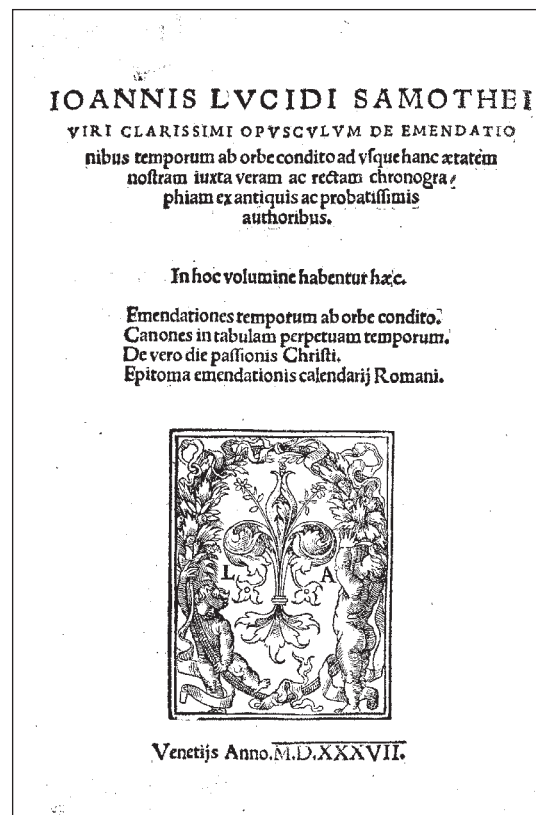 IOANNIS LVCIDI SAMOTHEI
VIRI CLARISSIMI OPVSCVLVM DE EMENDATIO
nibus temporum ab orbe condito ad vſque hanc ætatem
noſtram iuxta veram ac rectam chronogra⸗
phiam ex antiquis ac probatiſſimis
authoribus.
In hoc volumine habentur hæc.
Emendationes temporum ab orbe condito.
Canones in tabulam perpetuam temporum.
De vero die paſſionis Chriſti.
Epitoma emendationis calendarij Romani.
L A
Venetijs Anno. M.D.XXXVII.